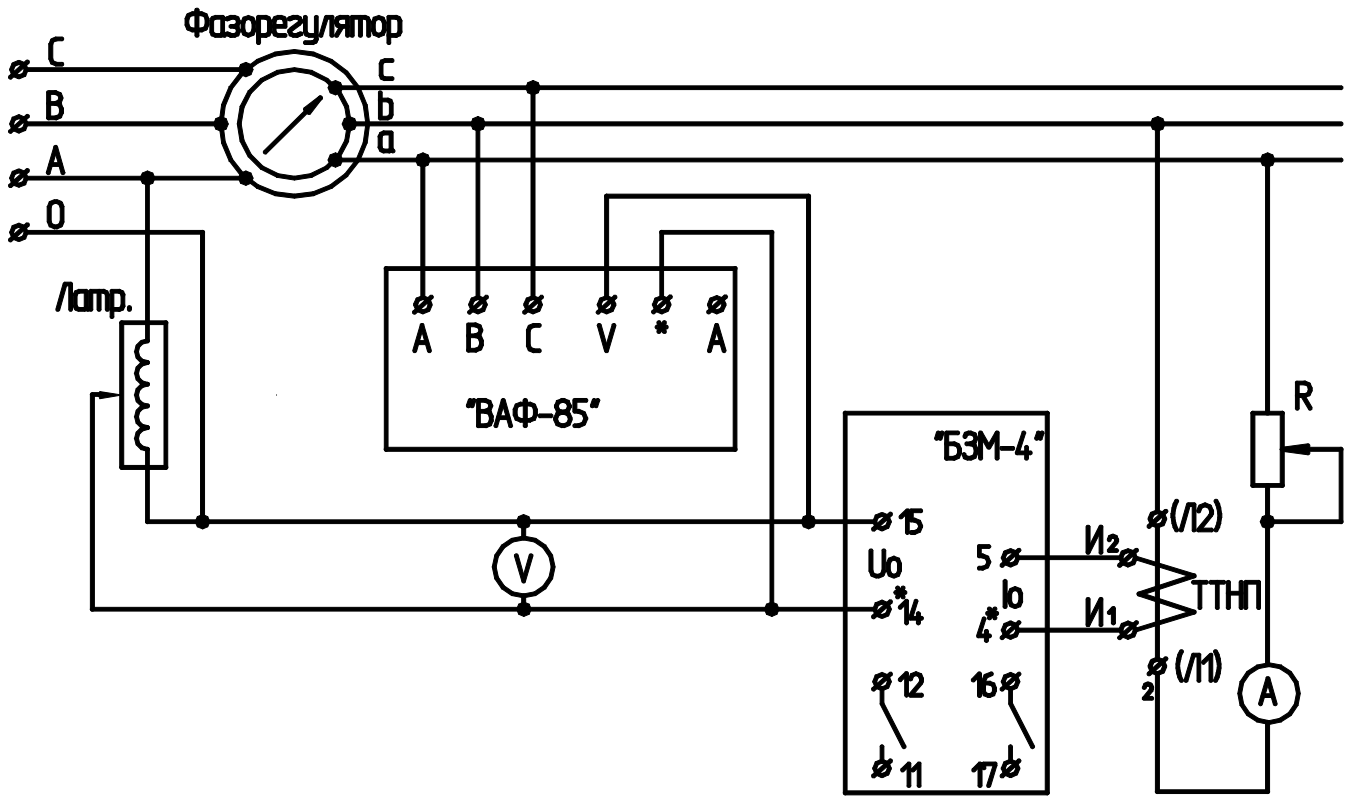 Фазорегулятор
C
c
B
b
A
a
0
Латр.
A B C V * A
"ВАФ-85"
R
"БЗМ-4"
15
(Л2)
5
И2
Uo
V
Io
ТТНП
*
14
4*
И1
12
16
(Л1)
2
A
11
17